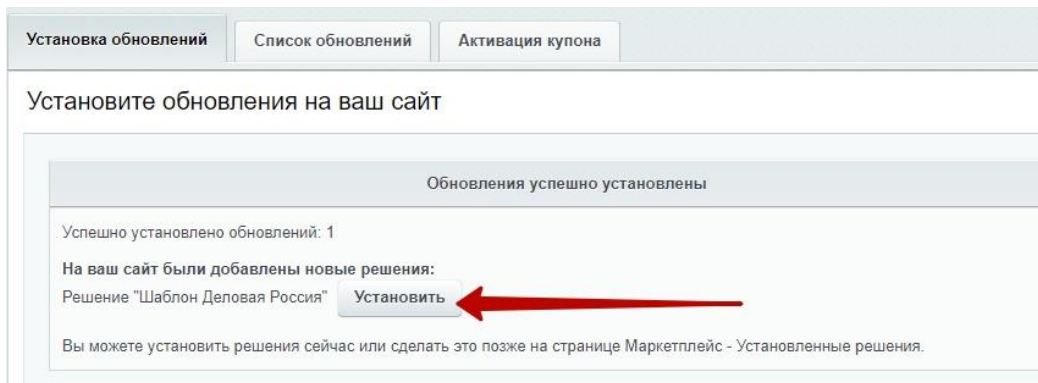 Установка обновлений Список обновлений Активация купона
Установите обновления на ваш сайт
Обновления успешно установлены
Успешно установлено обновлений: 1
На ваш сайт были добавлены новые решения:
Решение "Шаблон Деловая Россия" Установить
Вы можете установить решения сейчас или сделать это позже на странице Маркетплейс - Установленные решения.